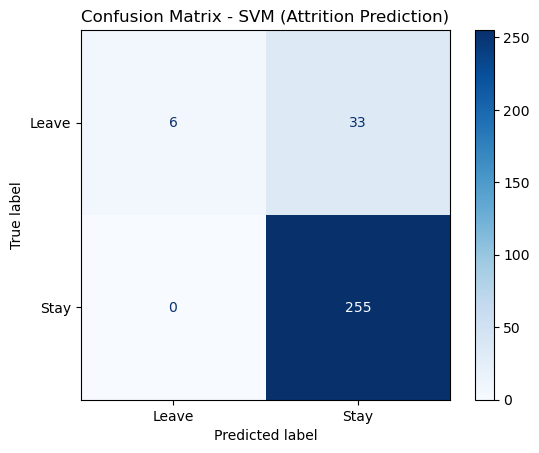 Confusion Matrix - SVM (Attrition Prediction)
Leave
6
33
Stay
0
255
Leave
Stay
Predicted label
True label
250
200
150
100
50
0